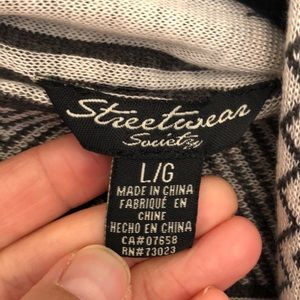 Streetwear
Society
L/G
MADE IN CHINA
FABRIQUÉ EN
CHINE
HECHO EN CHINA
CA#07658
RN#73023